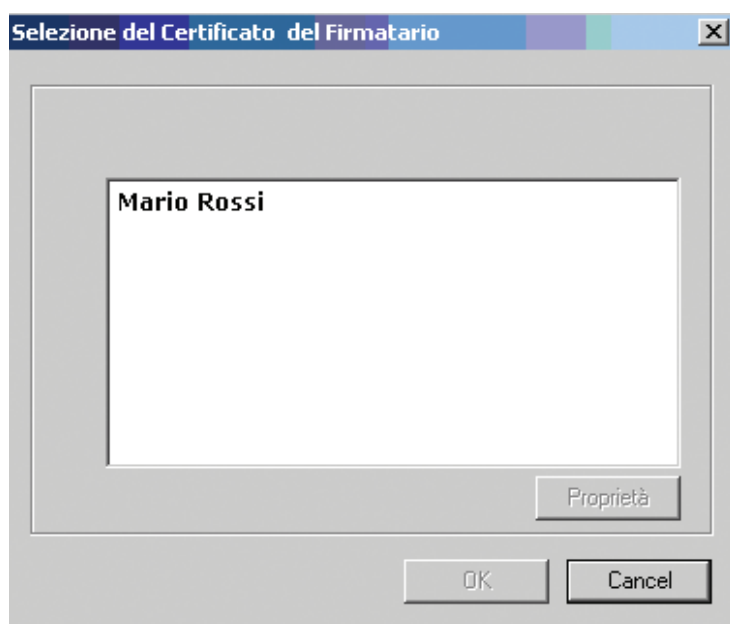 Selezione del Certificato del Firmatario
Mario Rossi
Proprietà
OK
Cancel